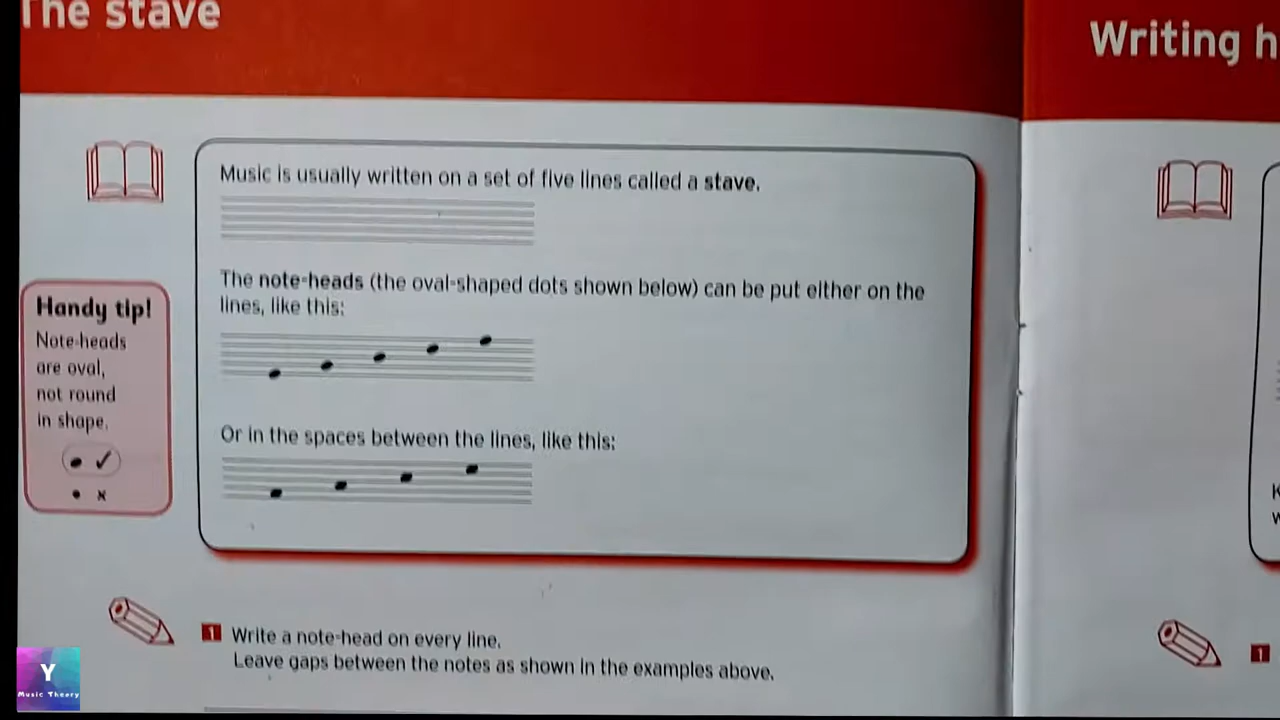 The stave
Music is usually written on a set of five lines called a stave.
The note-heads (the oval-shaped dots shown below) can be put either on the
lines, like this:
Or in the spaces between the lines, like this:
Handy tip!
Note-heads
are oval,
not round
in shape.
1 Write a note-head on every line.
Leave gaps between the notes as shown in the examples above.
Writing
1
Y
Music Theory